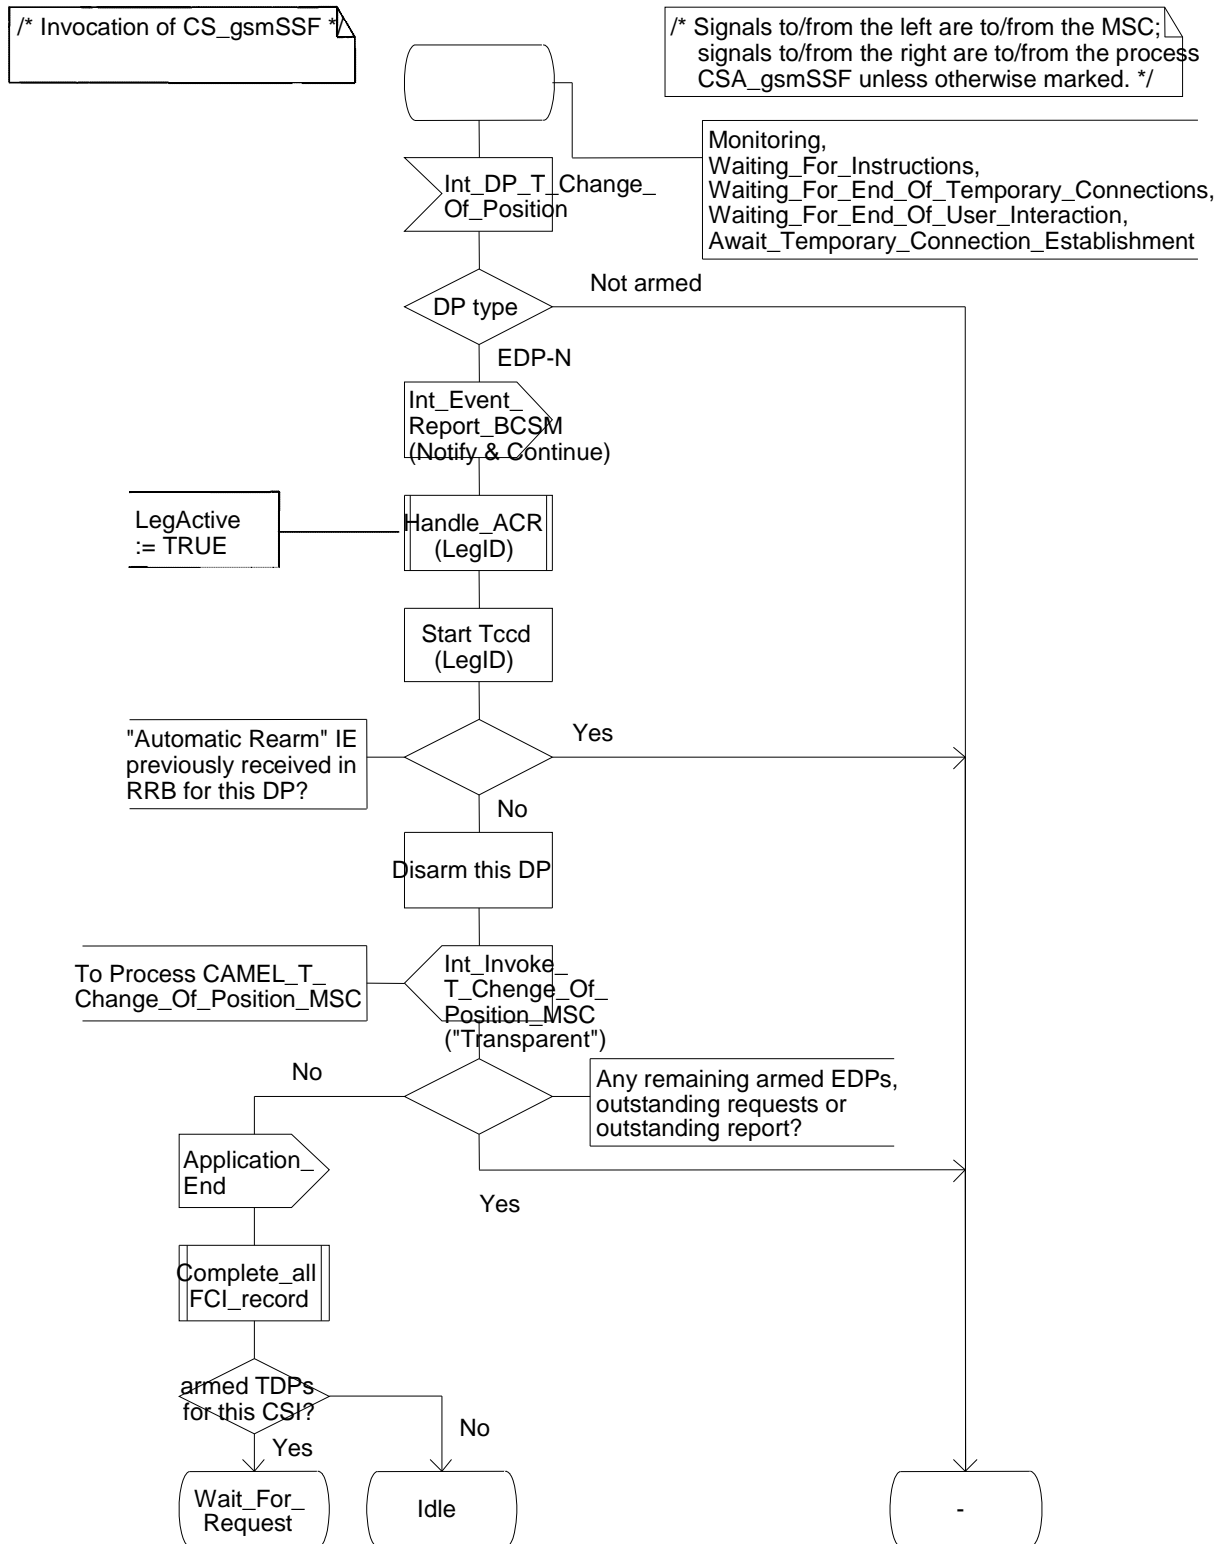 /* Invocation of CS_gsmSSF */
/* Signals to/from the left are to/from the MSC;
signals to/from the right are to/from the process
CSA_gsmSSF unless otherwise marked. */
Monitoring,
Waiting_For_Instructions,
Waiting_For_End_Of_Temporary_Connections,
Waiting_For_End_Of_User_Interaction,
Await_Temporary_Connection_Establishment
Int_DP_T_Change_
Of_Position
Not armed
DP type
EDP-N
Int_Event_
Report_BCSM
(Notify & Continue)
LegActive
:= TRUE
Handle_ACR
(LegID)
Start Tccd
(LegID)
"Automatic Rearm" IE
previously received in
RRB for this DP?
Yes
No
Disarm this DP
To Process CAMEL_T_
Change_Of_Position_MSC
Int_Invoke_
T_Chenge_Of_
Position_MSC
("Transparent")
No
Any remaining armed EDPs,
outstanding requests or
outstanding report?
Yes
Application_
End
Complete_all
FCI_record
armed TDPs
for this CSI?
No
Yes
Wait_For_
Request
Idle
-